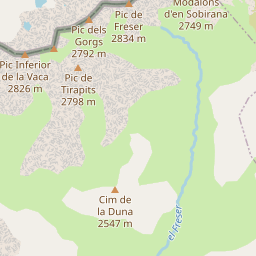 Modalons
d'en Sobirana
2749 m
Pic de
Freser
2834 m
Pic dels
Gorgs
2792 m
Pic Inferior
de la Vaca
2826 m
Pic de
Tirapits
2798 m
Cim de
la Duna
2547 m
el Freser